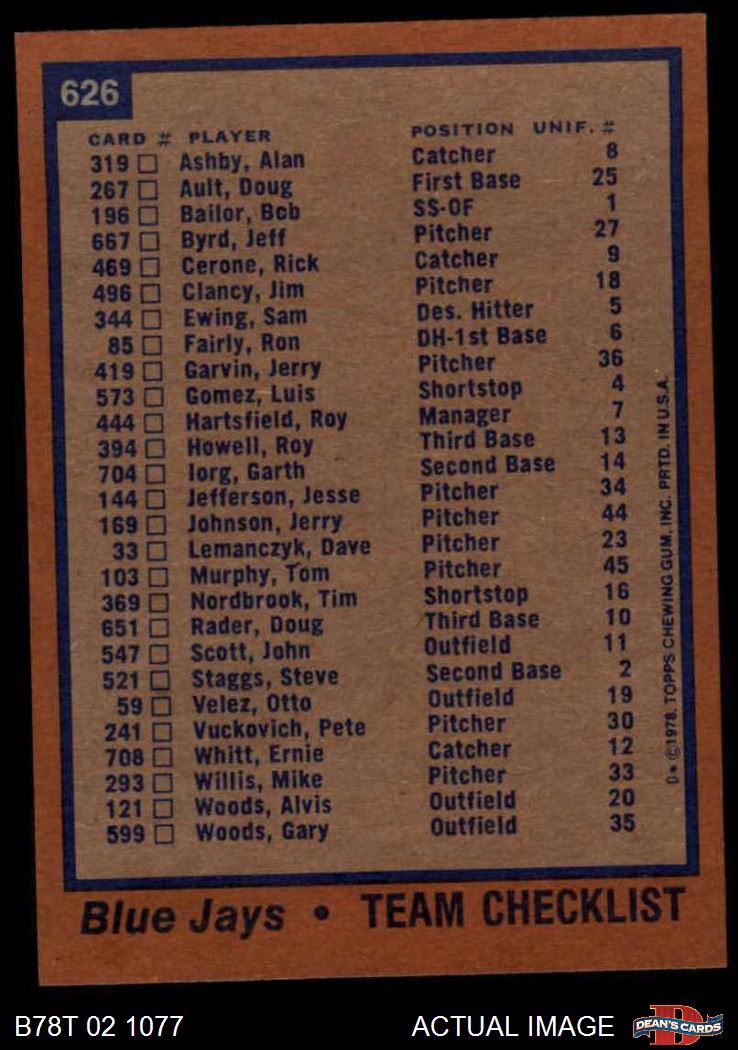 626
CARD # PLAYER POSITION UNIF. #
319 Ashby, Alan Catcher 8
267 Ault, Doug First Base 25
196 Bailor, Bob SS-OF 1
667 Byrd, Jeff Pitcher 27
469 Cerone, Rick Catcher 9
496 Clancy, Jim Pitcher 18
344 Ewing, Sam Des. Hitter 5
85 Fairly, Ron DH-1st Base 6
419 Garvin, Jerry Pitcher 36
573 Gomez, Luis Shortstop 4
444 Hartsfield, Roy Manager 7
394 Howell, Roy Third Base 13
704 Iorg, Garth Second Base 14
144 Jefferson, Jesse Pitcher 34
169 Johnson, Jerry Pitcher 44
33 Lemanczyk, Dave Pitcher 23
103 Murphy, Tom Pitcher 45
369 Nordbrook, Tim Shortstop 16
651 Rader, Doug Third Base 10
547 Scott, John Outfield 11
521 Staggs, Steve Second Base 2
59 Velez, Otto Outfield 19
241 Vuckovich, Pete Pitcher 30
708 Whitt, Ernie Catcher 12
293 Willis, Mike Pitcher 33
121 Woods, Alvis Outfield 20
599 Woods, Gary Outfield 35
D* ©1978. TOPPS CHEWING GUM. INC. PRTD. IN U.S.A.
Blue Jays • TEAM CHECKLIST
B78T 02 1077 ACTUAL IMAGE
D
DEAN'S CARDS